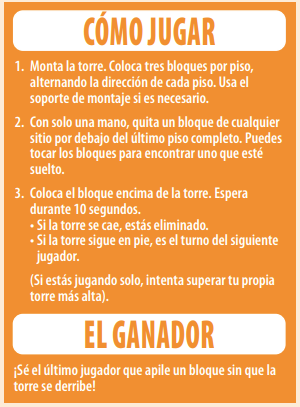 CÓMO JUGAR
1. Monta la torre. Coloca tres bloques por piso,
alternando la dirección de cada piso. Usa el
soporte de montaje si es necesario.
2. Con solo una mano, quita un bloque de cualquier
sitio por debajo del último piso completo. Puedes
tocar los bloques para encontrar uno que esté
suelto.
3. Coloca el bloque encima de la torre. Espera
durante 10 segundos.
• Si la torre se cae, estás eliminado.
• Si la torre sigue en pie, es el turno del siguiente
jugador.
(Si estás jugando solo, intenta superar tu propia
torre más alta).
EL GANADOR
¡Sé el último jugador que apile un bloque sin que la
torre se derribe!